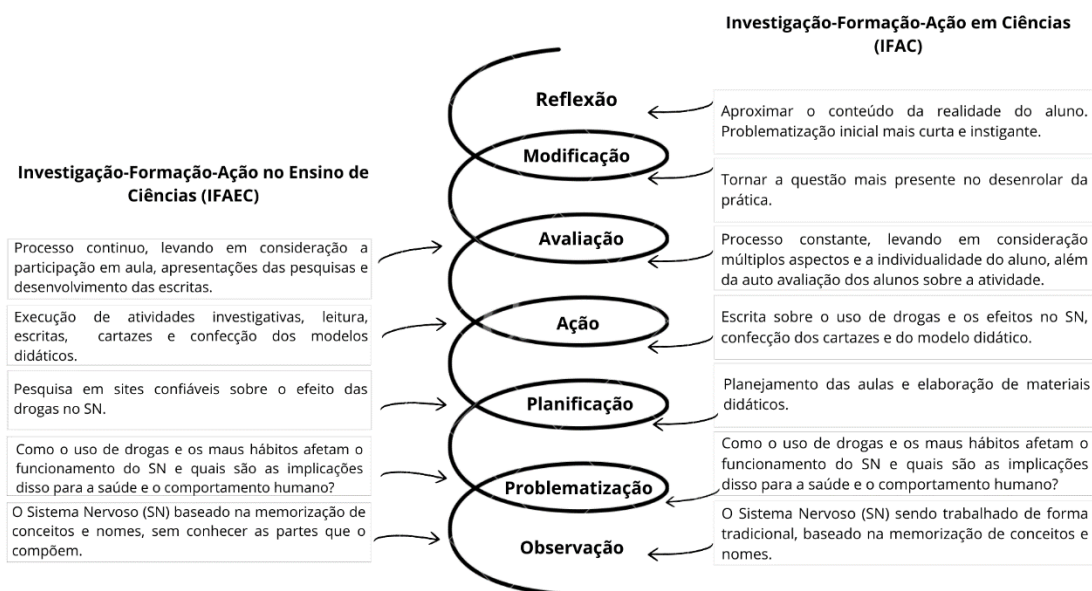 Investigação-Formação-Ação em Ciências
(IFAC)
Reflexão
Aproximar o conteúdo da realidade do aluno.
Problematização inicial mais curta e instigante.
Modificação
Tornar a questão mais presente no desenrolar da
prática.
Investigação-Formação-Ação no Ensino de
Ciências (IFAEC)
Processo continuo, levando em consideração a
participação em aula, apresentações das pesquisas e
desenvolvimento das escritas.
Avaliação
Processo constante, levando em consideração
múltiplos aspectos e a individualidade do aluno, além
da auto avaliação dos alunos sobre a atividade.
Execução de atividades investigativas, leitura,
escritas, cartazes e confecção dos modelos
didáticos.
Ação
Escrita sobre o uso de drogas e os efeitos no SN,
confecção dos cartazes e do modelo didático.
Pesquisa em sites confiáveis sobre o efeito das
drogas no SN.
Planificação
Planejamento das aulas e elaboração de materiais
didáticos.
Como o uso de drogas e os maus hábitos afetam o
funcionamento do SN e quais são as implicações
disso para a saúde e o comportamento humano?
Problematização
Como o uso de drogas e os maus hábitos afetam o
funcionamento do SN e quais são as implicações
disso para a saúde e o comportamento humano?
O Sistema Nervoso (SN) baseado na memorização de
conceitos e nomes, sem conhecer as partes que o
compõem.
Observação
O Sistema Nervoso (SN) sendo trabalhado de forma
tradicional, baseado na memorização de conceitos e
nomes.